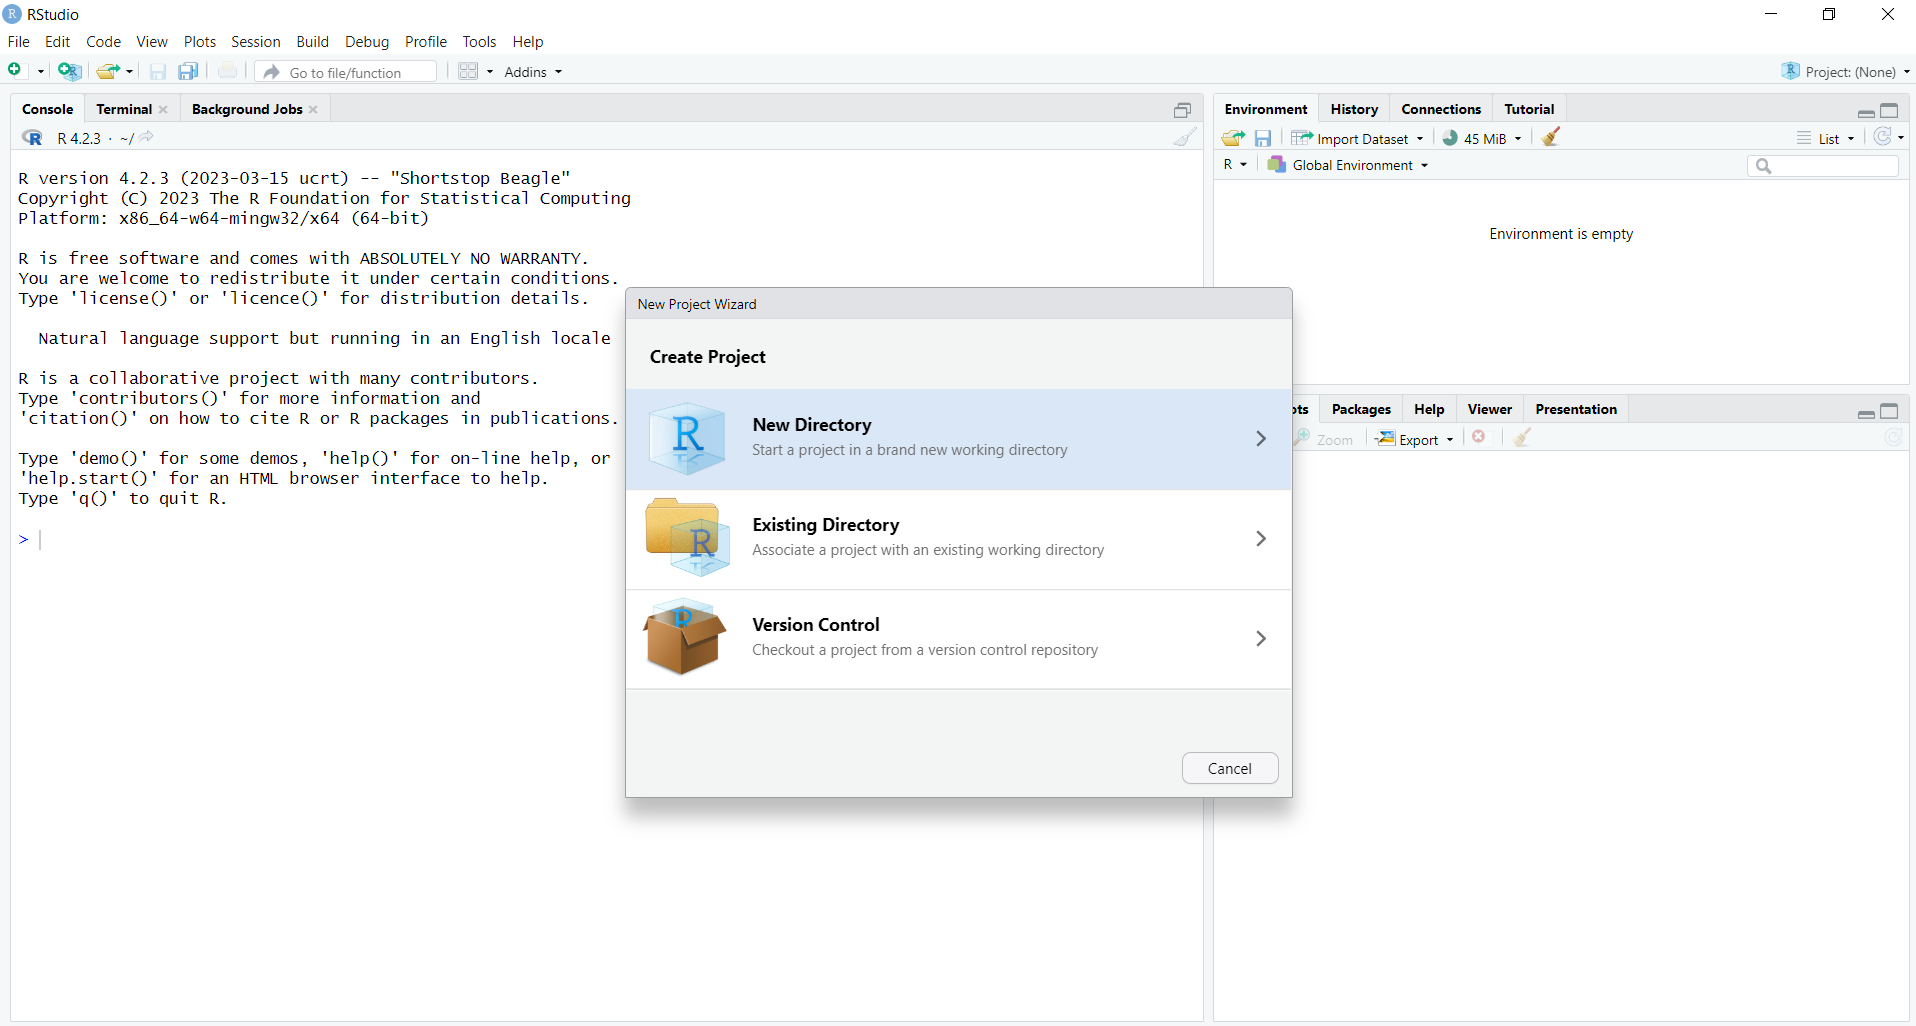 RStudio
File Edit Code View Plots Session Build Debug Profile Tools Help
Go to file/function Addins Project: (None)
Console Terminal Background Jobs
R 4.2.3 · ~/
R version 4.2.3 (2023-03-15 ucrt) -- "Shortstop Beagle"
Copyright (C) 2023 The R Foundation for Statistical Computing
Platform: x86_64-w64-mingw32/x64 (64-bit)
R is free software and comes with ABSOLUTELY NO WARRANTY.
You are welcome to redistribute it under certain conditions.
Type 'license()' or 'licence()' for distribution details.
Natural language support but running in an English locale
R is a collaborative project with many contributors.
Type 'contributors()' for more information and
'citation()' on how to cite R or R packages in publications.
Type 'demo()' for some demos, 'help()' for on-line help, or
'help.start()' for an HTML browser interface to help.
Type 'q()' to quit R.
>
Environment History Connections Tutorial
Import Dataset 45 MiB List
R Global Environment
Environment is empty
Packages Help Viewer Presentation
Zoom Export
New Project Wizard
Create Project
R
New Directory
Start a project in a brand new working directory
R
Existing Directory
Associate a project with an existing working directory
R
Version Control
Checkout a project from a version control repository
Cancel